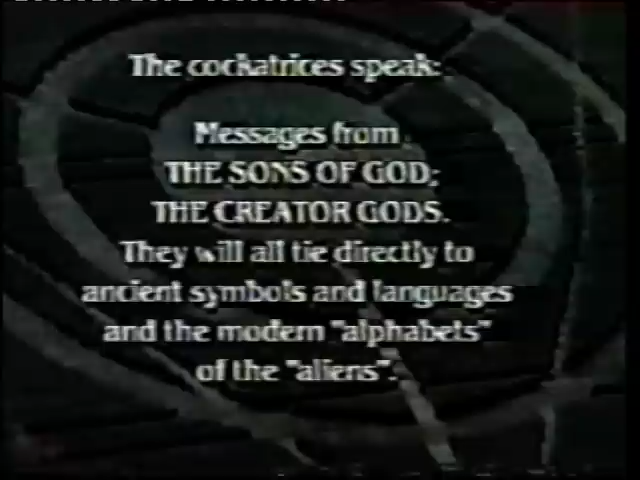 The cockatrices speak:
Messages from
THE SONS OF GOD;
THE CREATOR GODS.
They will all tie directly to
ancient symbols and languages
and the modern "alphabets"
of the "aliens".